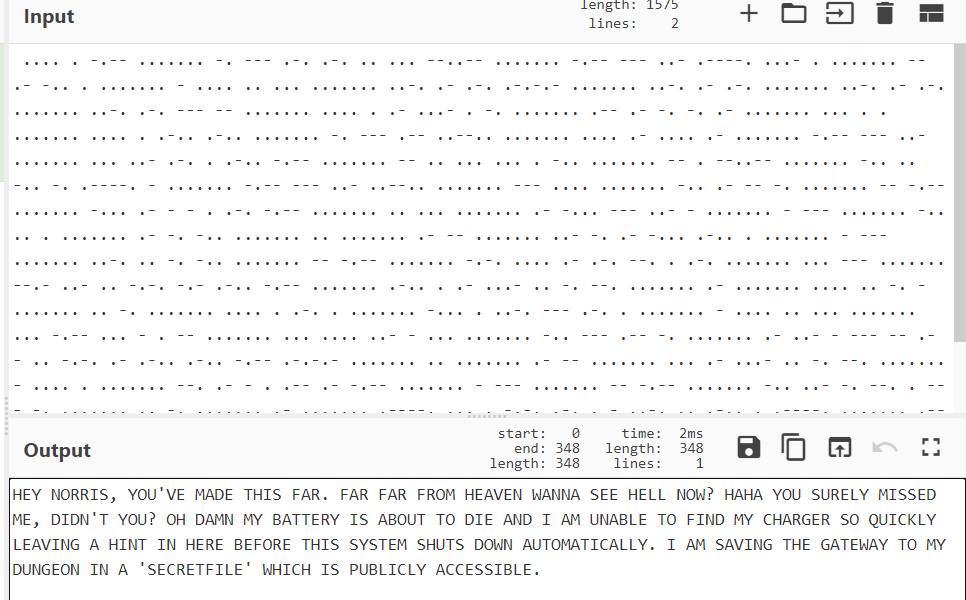 Input
length: 1575
lines: 2
.... . -.-- ....... -. --- .-. .-. .. ... --..-- ....... -.-- --- ..- .----. ...- . ....... --
.- -.. . ....... - .... .. ... ....... ..-. .- .-. .-.-.- ....... ..-. .- .-. ....... ..-. .- .-.
....... ..-. .-. --- -- ....... .... . .- ...- . -. ....... .-- .- -. -. .- ....... ... . .
....... .... . .-.. .-.. ....... -. --- .-- ..--.. ....... .... .- .... .- ....... -.-- --- ..-
....... ... ..- .-. . .-.. -.-- ....... -- .. ... ... . -.. ....... -- . --..-- ....... -.. ..
-.. -. .----. - ....... -.-- --- ..- ..--.. ....... --- .... ....... -.. .- -- -. ....... -- -.--
....... -... .- - - . .-. -.-- ....... .. ... ....... .- -... --- ..- - ....... - --- ....... -..
.. . ....... .- -. -.. ....... .. ....... .- -- ....... ..- -. .- -... .-.. . ....... - ---
....... ..-. .. -. -.. ....... -- -.-- ....... -.-. .... .- .-. --. . .-. ....... ... --- .......
--.- ..- .. -.-. -.- .-.. -.-- ....... .-.. . .- ...- .. -. --. ....... .- ....... .... .. -. -
....... .. -. ....... .... . .-. . ....... -... . ..-. --- .-. . ....... - .... .. ... .......
... -.-- ... - . -- ....... ... .... ..- - ... ....... -.. --- .-- -. ....... .- ..- - --- -- .-
- .. -.-. .- .-.. .-.. -.-- .-.-.- ....... .. ....... .- -- ....... ... .- ...- .. -. --. .......
- .... . ....... --. .- - . .-- .- -.-- ....... - --- ....... -- -.-- ....... -.. ..- -. --. . --
Output
start: 0 time: 2ms
end: 348 length: 348
length: 348 lines: 1
HEY NORRIS, YOU'VE MADE THIS FAR. FAR FAR FROM HEAVEN WANNA SEE HELL NOW? HAHA YOU SURELY MISSED
ME, DIDN'T YOU? OH DAMN MY BATTERY IS ABOUT TO DIE AND I AM UNABLE TO FIND MY CHARGER SO QUICKLY
LEAVING A HINT IN HERE BEFORE THIS SYSTEM SHUTS DOWN AUTOMATICALLY. I AM SAVING THE GATEWAY TO MY
DUNGEON IN A 'SECRETFILE' WHICH IS PUBLICLY ACCESSIBLE.